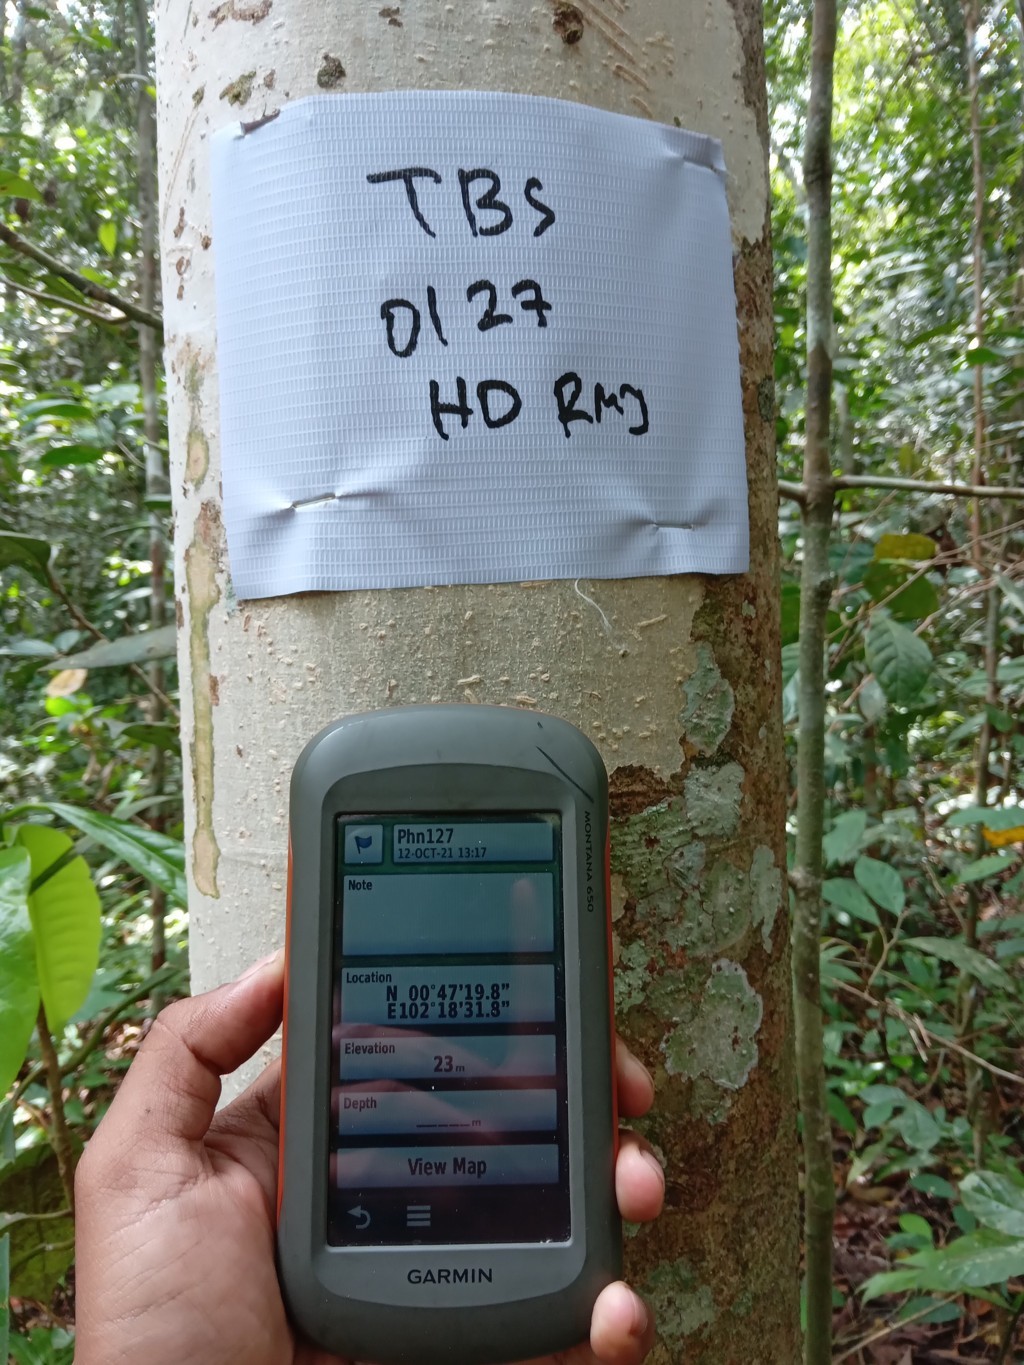 TBS
0127
HD RMJ
MONTANA 650
Phn127
12-OCT-21 13:17
Note
Location
N 00°47'19.8"
E102°18'31.8"
Elevation
23 m
Depth
_____ m
View Map
GARMIN